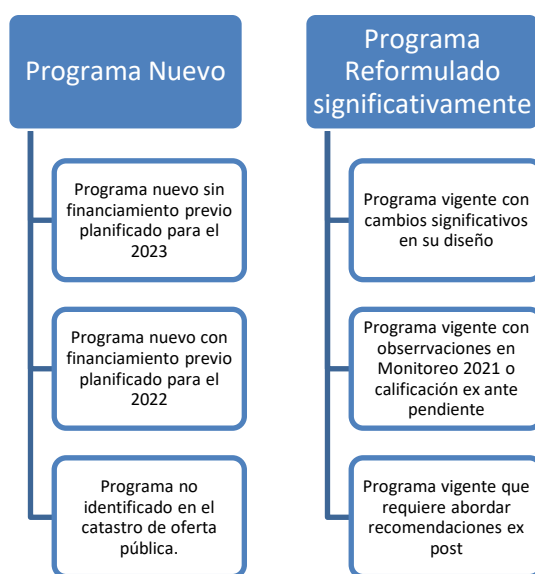 Programa Nuevo
Programa nuevo sin
financiamiento previo
planificado para el
2023
Programa nuevo con
financiamiento previo
planificado para el
2022
Programa no
identificado en el
catastro de oferta
pública.
Programa
Reformulado
significativamente
Programa vigente con
cambios significativos
en su diseño
Programa vigente con
obserrvaciones en
Monitoreo 2021 o
calificación ex ante
pendiente
Programa vigente que
requiere abordar
recomendaciones ex
post